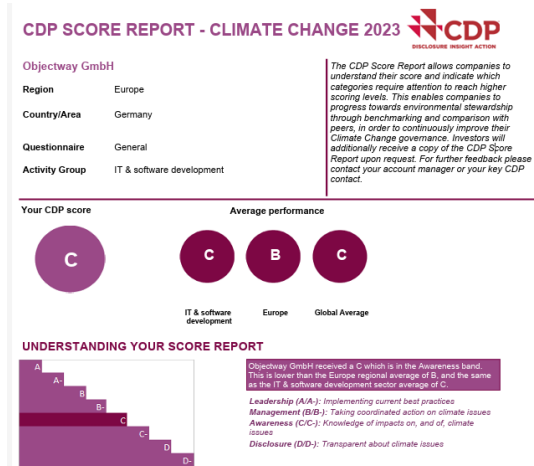 CDP SCORE REPORT - CLIMATE CHANGE 2023
CDP
DISCLOSURE INSIGHT ACTION
Objectway GmbH
Region Europe
Country/Area Germany
Questionnaire General
Activity Group IT & software development
The CDP Score Report allows companies to
understand their score and indicate which
categories require attention to reach higher
scoring levels. This enables companies to
progress towards environmental stewardship
through benchmarking and comparison with
peers, in order to continuously improve their
Climate Change governance. Investors will
additionally receive a copy of the CDP Score
Report upon request. For further feedback please
contact your account manager or your key CDP
contact.
Your CDP score
Average performance
C
C
B
C
IT & software
development
Europe
Global Average
UNDERSTANDING YOUR SCORE REPORT
A
A-
B
B-
C
C-
D
D-
Objectway GmbH received a C which is in the Awareness band.
This is lower than the Europe regional average of B, and the same
as the IT & software development sector average of C.
Leadership (A/A-): Implementing current best practices
Management (B/B-): Taking coordinated action on climate issues
Awareness (C/C-): Knowledge of impacts on, and of, climate
issues
Disclosure (D/D-): Transparent about climate issues